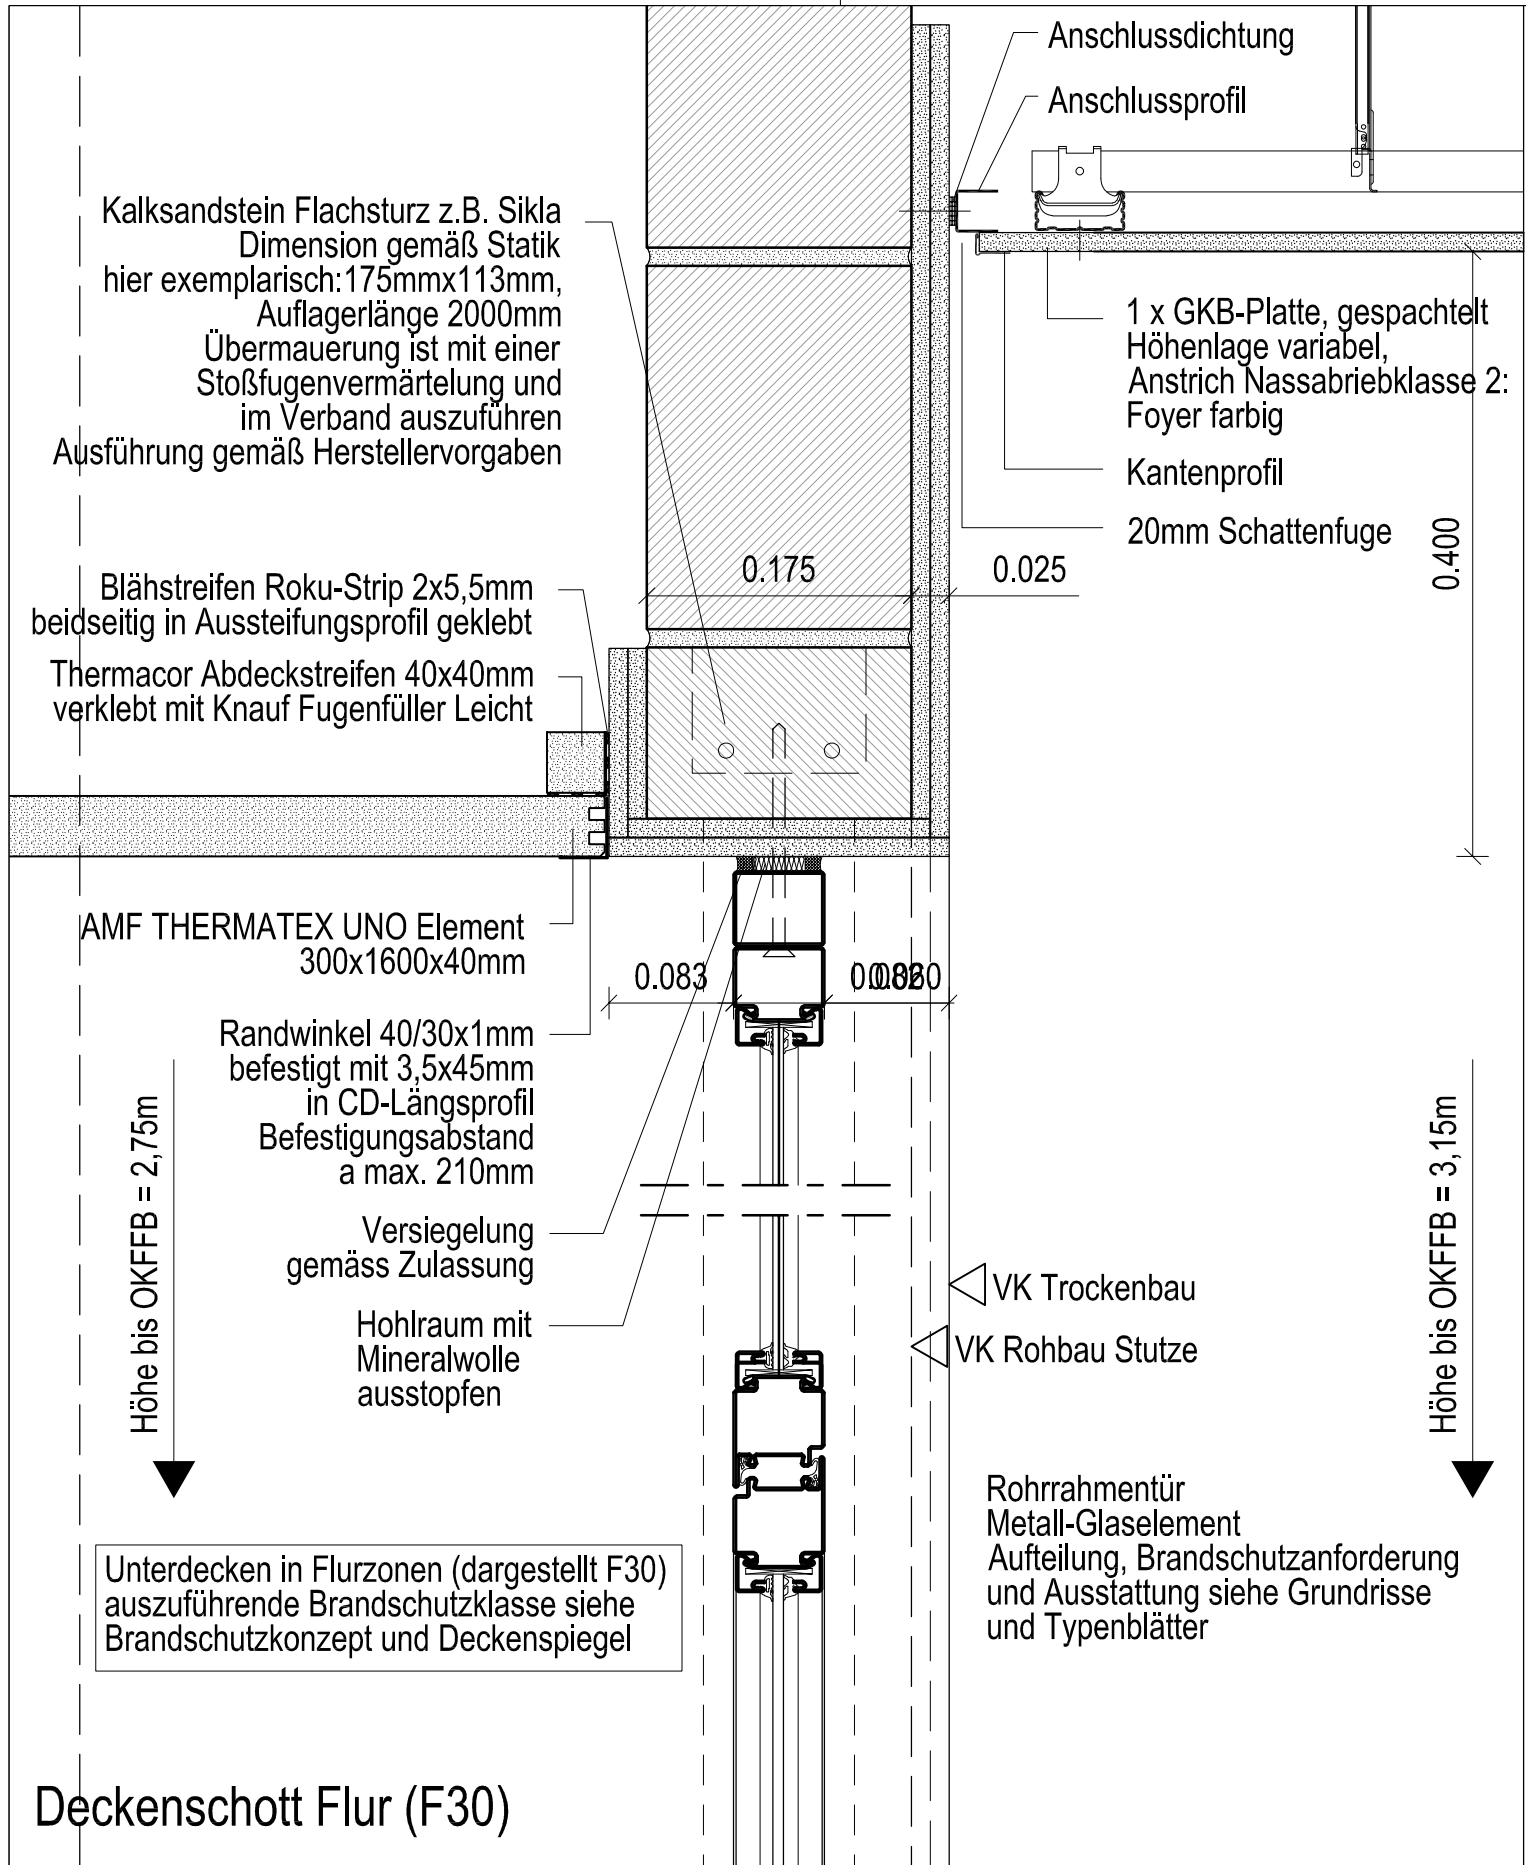 Anschlussdichtung
Anschlussprofil
Kalksandstein Flachsturz z.B. Sikla
Dimension gemäß Statik
hier exemplarisch:175mmx113mm,
Auflagerlänge 2000mm
Übermauerung ist mit einer
Stoßfugenvermärtelung und
im Verband auszuführen
Ausführung gemäß Herstellervorgaben
1 x GKB-Platte, gespachtelt
Höhenlage variabel,
Anstrich Nassabriebklasse 2:
Foyer farbig
Kantenprofil
20mm Schattenfuge
0.400
0.175
0.025
Blähstreifen Roku-Strip 2x5,5mm
beidseitig in Aussteifungsprofil geklebt
Thermacor Abdeckstreifen 40x40mm
verklebt mit Knauf Fugenfüller Leicht
AMF THERMATEX UNO Element
300x1600x40mm
0.083
Randwinkel 40/30x1mm
befestigt mit 3,5x45mm
in CD-Längsprofil
Befestigungsabstand
a max. 210mm
Versiegelung
gemäss Zulassung
Hohlraum mit
Mineralwolle
ausstopfen
Höhe bis OKFFB = 2,75m
Höhe bis OKFFB = 3,15m
VK Trockenbau
VK Rohbau Stutze
Rohrrahmentür
Metall-Glaselement
Aufteilung, Brandschutzanforderung
und Ausstattung siehe Grundrisse
und Typenblätter
Unterdecken in Flurzonen (dargestellt F30)
auszuführende Brandschutzklasse siehe
Brandschutzkonzept und Deckenspiegel
Deckenschott Flur (F30)